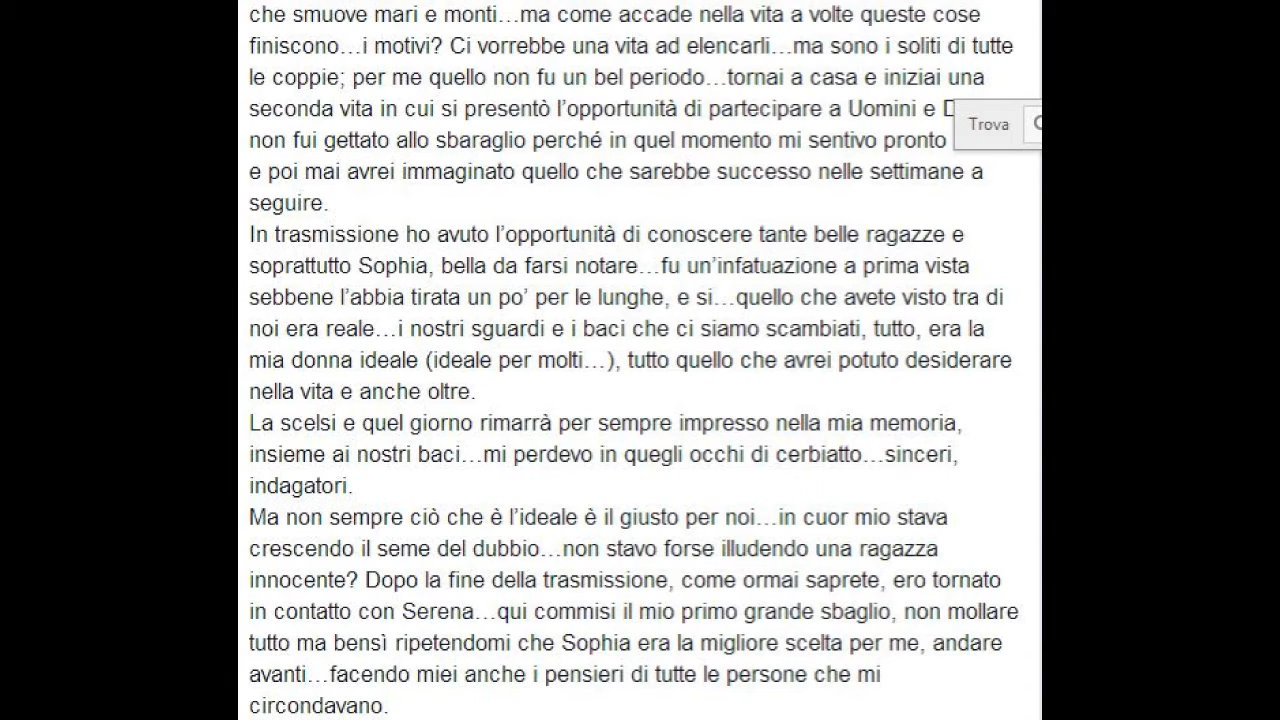 che smuove mari e monti…ma come accade nella vita a volte queste cose
finiscono…i motivi? Ci vorrebbe una vita ad elencarli…ma sono i soliti di tutte
le coppie; per me quello non fu un bel periodo…tornai a casa e iniziai una
seconda vita in cui si presentò l’opportunità di partecipare a Uomini e
Trova
non fui gettato allo sbaraglio perché in quel momento mi sentivo pronto
e poi mai avrei immaginato quello che sarebbe successo nelle settimane a
seguire.
In trasmissione ho avuto l’opportunità di conoscere tante belle ragazze e
soprattutto Sophia, bella da farsi notare…fu un’infatuazione a prima vista
sebbene l’abbia tirata un po’ per le lunghe, e si…quello che avete visto tra di
noi era reale…i nostri sguardi e i baci che ci siamo scambiati, tutto, era la
mia donna ideale (ideale per molti…), tutto quello che avrei potuto desiderare
nella vita e anche oltre.
La scelsi e quel giorno rimarrà per sempre impresso nella mia memoria,
insieme ai nostri baci…mi perdevo in quegli occhi di cerbiatto…sinceri,
indagatori.
Ma non sempre ciò che è l’ideale è il giusto per noi…in cuor mio stava
crescendo il seme del dubbio…non stavo forse illudendo una ragazza
innocente? Dopo la fine della trasmissione, come ormai saprete, ero tornato
in contatto con Serena…qui commisi il mio primo grande sbaglio, non mollare
tutto ma bensì ripetendomi che Sophia era la migliore scelta per me, andare
avanti…facendo miei anche i pensieri di tutte le persone che mi
circondavano.